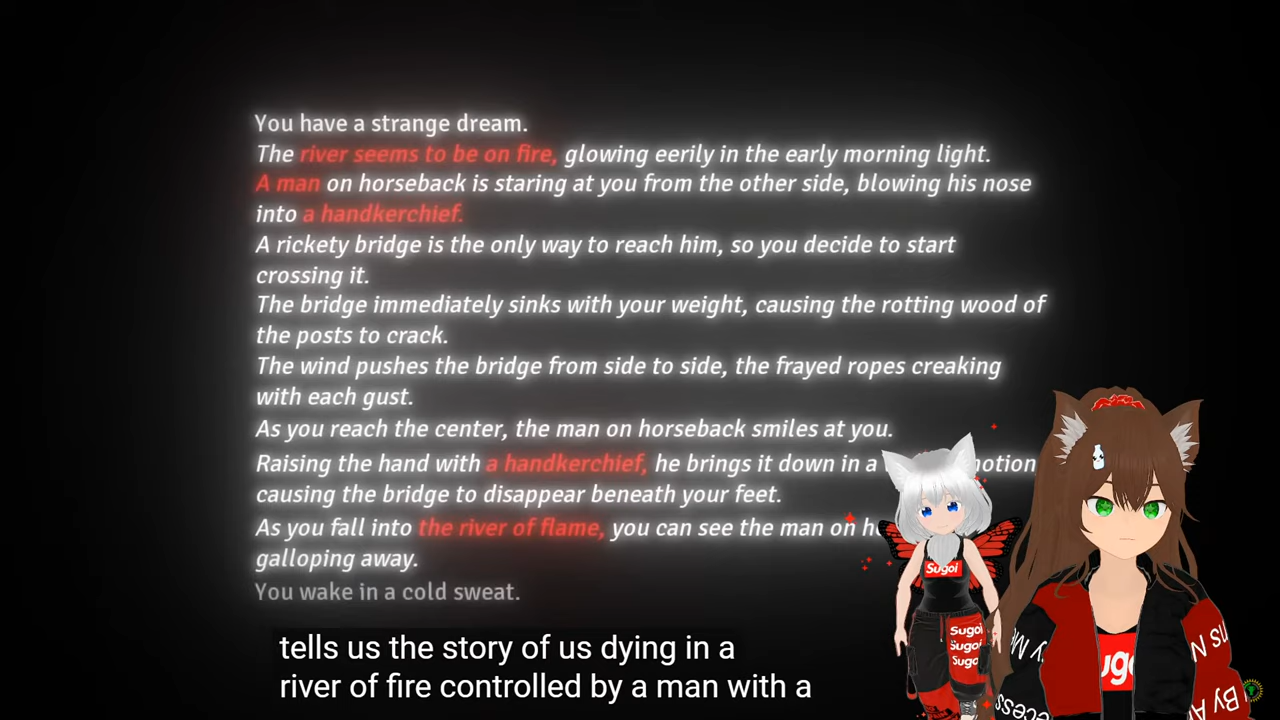 You have a strange dream.
The river seems to be on fire, glowing eerily in the early morning light.
A man on horseback is staring at you from the other side, blowing his nose
into a handkerchief.
A rickety bridge is the only way to reach him, so you decide to start
crossing it.
The bridge immediately sinks with your weight, causing the rotting wood of
the posts to crack.
The wind pushes the bridge from side to side, the frayed ropes creaking
with each gust.
As you reach the center, the man on horseback smiles at you.
Raising the hand with a handkerchief, he brings it down in a
causing the bridge to disappear beneath your feet.
As you fall into the river of flame, you can see the man on
galloping away.
You wake in a cold sweat.
Sugoi
Sugoi
Sugoi
Sugoi
tells us the story of us dying in a
river of fire controlled by a man with a